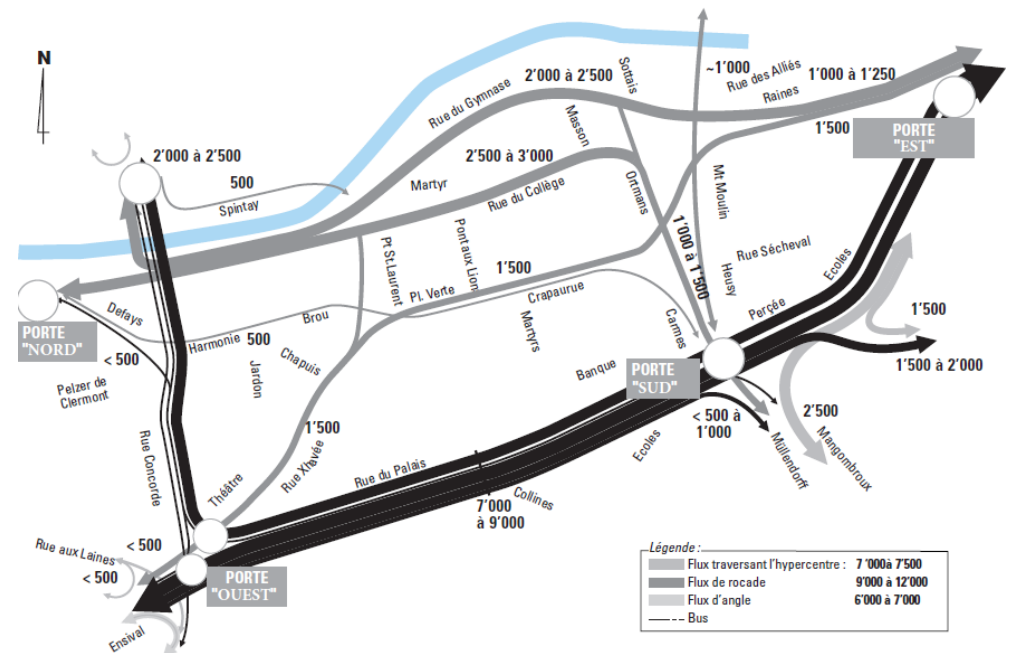 N
~1'000
Rue des Alliés
1'000 à 1'250
Sottais
2'000 à 2'500
Raines
Rue du Gymnase
Masson
1'500
PORTE
"EST"
2'000 à 2'500
2'500 à 3'000
500
Spintay
Martyr
Rue du Collège
Ortmans
Mt Moulin
Pt St.Laurent
Pont aux Lion
1'000 à 1'500
Rue Sécheval
Heusy
Ecoles
1'500
Pl. Verte
Crapaurue
Perçée
Defays
Brou
Martyrs
Carmes
1'500
PORTE
"NORD"
Harmonie
500
Chapuis
Jardon
< 500
Banque
PORTE
"SUD"
1'500 à 2'000
Pelzer de
Clermont
< 500 à
1'000
2'500
Rue Concorde
1'500
Rue Xhavée
Ecoles
Müllendorff
Mangombroux
Rue du Palais
Théâtre
Collines
7'000
à 9'000
Rue aux Laines
< 500
< 500
PORTE
"OUEST"
Ensival
Légende :
Flux traversant l'hypercentre : 7 '000à 7'500
Flux de rocade 9'000 à 12'000
Flux d'angle 6'000 à 7'000
Bus